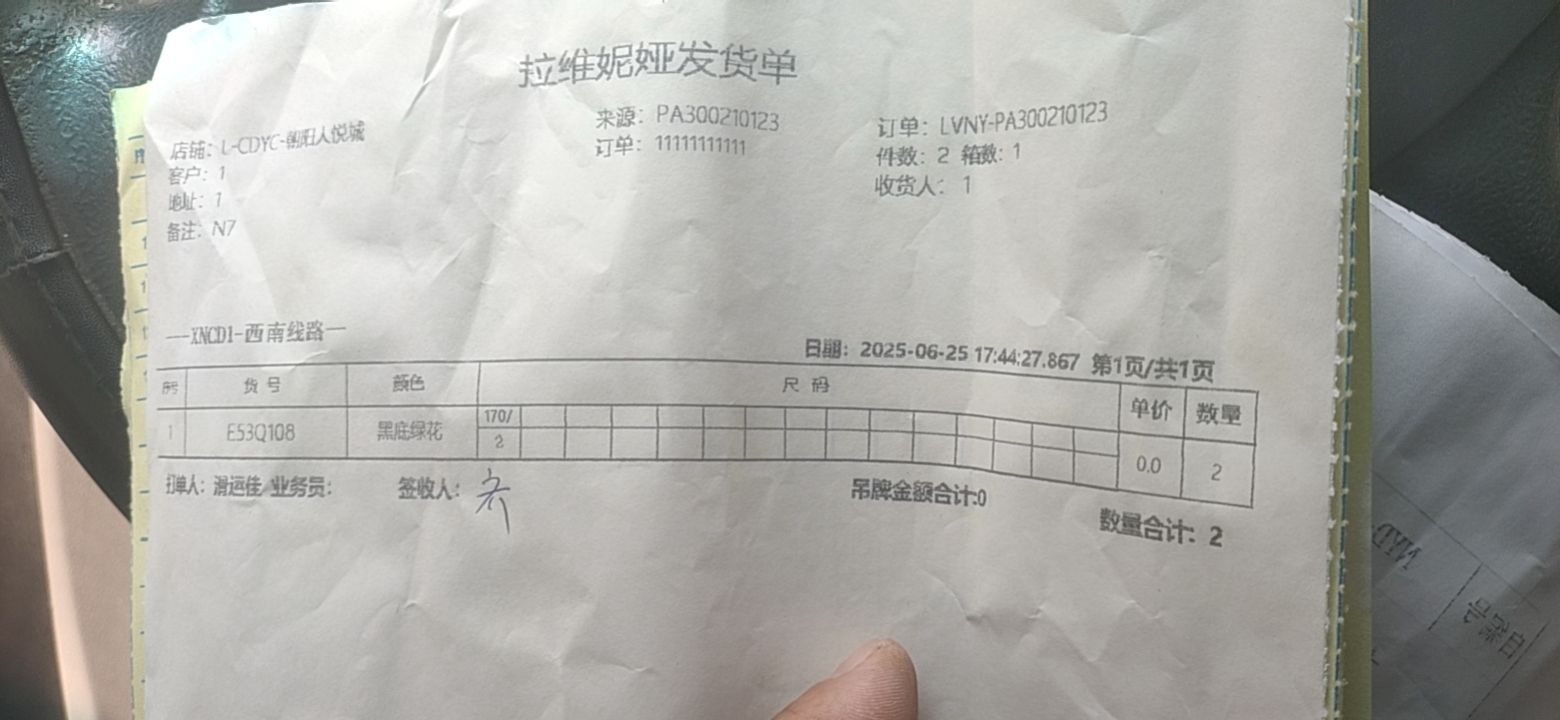 拉维妮娅发货单
店铺: L-CDYC-朝阳人悦城
来源: PA300210123
订单: LVNY-PA300210123
客户: 1
订单: 11111111111
件数: 2 箱数: 1
地址: 1
收货人: 1
备注: N7
---XNCD1-西南线路---
日期: 2025-06-25 17:44:27.867 第1页/共1页
序号 货号 颜色 尺码 单价 数量
1 E53Q108 黑底绿花 170/ 2 0.0 2
打单人: 滑运佳 业务员: 签收人: 吊牌金额合计:0
数量合计: 2